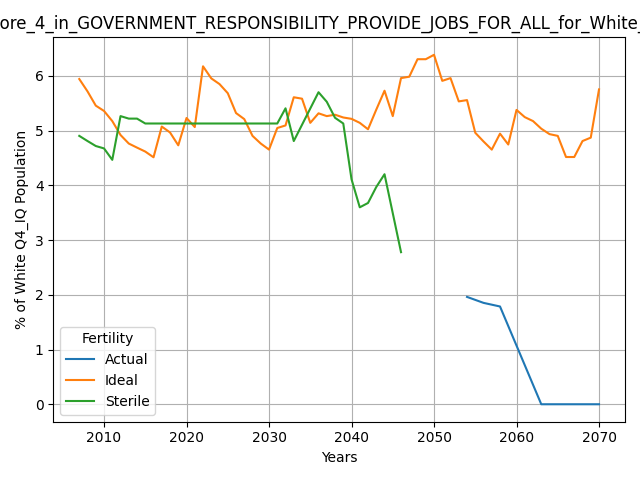 ore_4_in_GOVERNMENT_RESPONSIBILITY_PROVIDE_JOBS_FOR_ALL_for_White_
% of White Q4_IQ Population
6
5
4
3
2
1
0
Fertility
Actual
Ideal
Sterile
2010 2020 2030 2040 2050 2060 2070
Years